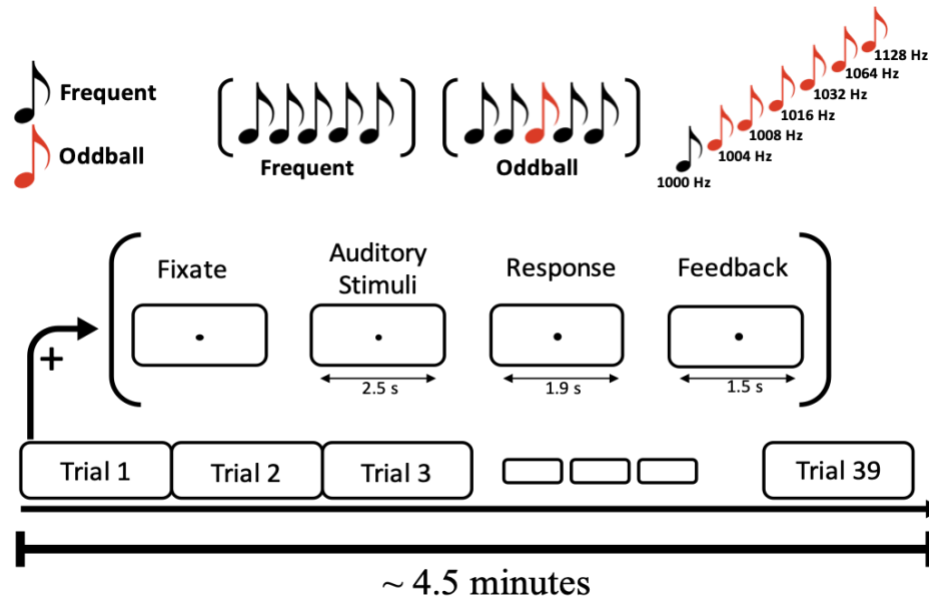 Frequent
Oddball
Frequent
Oddball
1000 Hz
1004 Hz
1008 Hz
1016 Hz
1032 Hz
1064 Hz
1128 Hz
Fixate
Auditory
Stimuli
Response
Feedback
2.5 s
1.9 s
1.5 s
+
Trial 1
Trial 2
Trial 3
Trial 39
~ 4.5 minutes